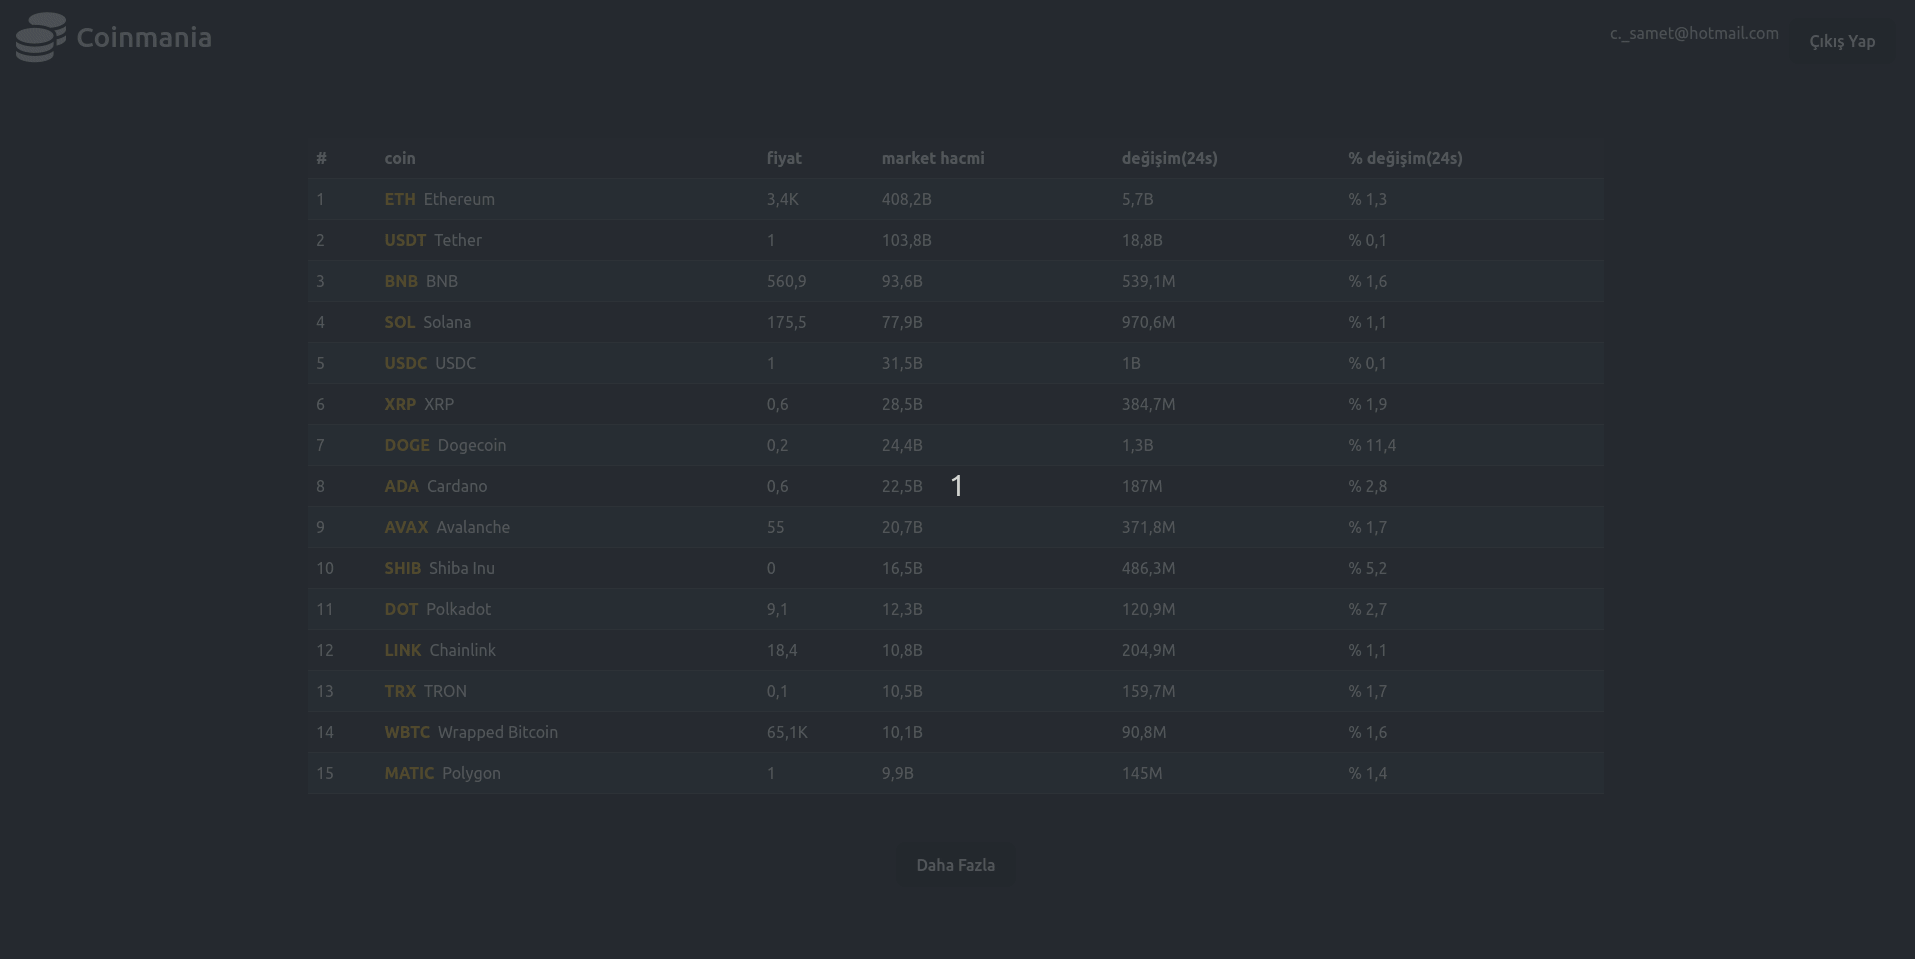 Coinmania
c._samet@hotmail.com Çıkış Yap
# coin fiyat market hacmi değişim(24s) % değişim(24s)
1 ETH Ethereum 3,4K 408,2B 5,7B % 1,3
2 USDT Tether 1 103,8B 18,8B % 0,1
3 BNB BNB 560,9 93,6B 539,1M % 1,6
4 SOL Solana 175,5 77,9B 970,6M % 1,1
5 USDC USDC 1 31,5B 1B % 0,1
6 XRP XRP 0,6 28,5B 384,7M % 1,9
7 DOGE Dogecoin 0,2 24,4B 1,3B % 11,4
8 ADA Cardano 0,6 22,5B 187M % 2,8
1
9 AVAX Avalanche 55 20,7B 371,8M % 1,7
10 SHIB Shiba Inu 0 16,5B 486,3M % 5,2
11 DOT Polkadot 9,1 12,3B 120,9M % 2,7
12 LINK Chainlink 18,4 10,8B 204,9M % 1,1
13 TRX TRON 0,1 10,5B 159,7M % 1,7
14 WBTC Wrapped Bitcoin 65,1K 10,1B 90,8M % 1,6
15 MATIC Polygon 1 9,9B 145M % 1,4
Daha Fazla